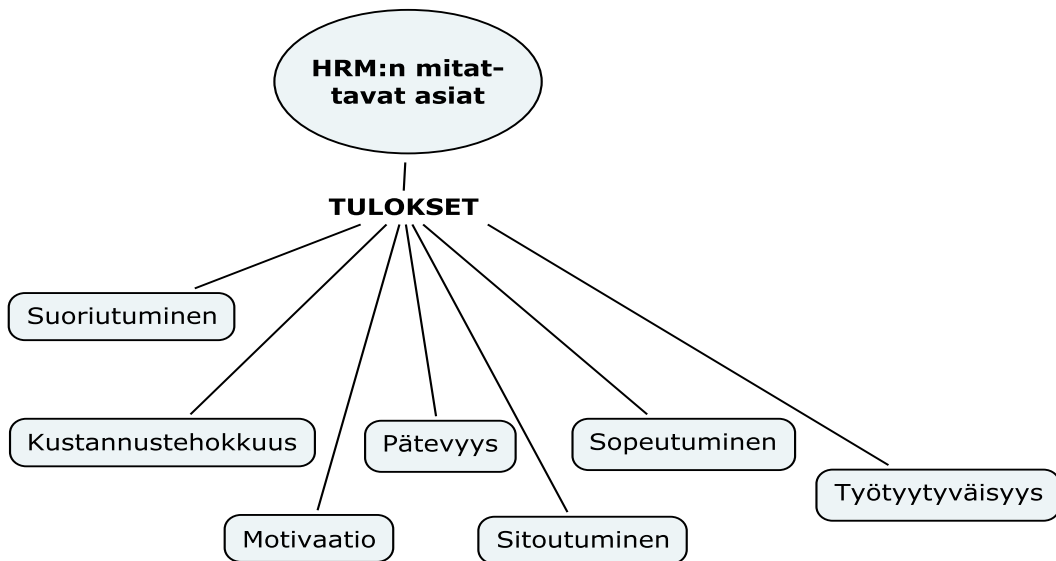 HRM:n mitat-
tavat asiat
TULOKSET
Suoriutuminen
Kustannustehokkuus
Pätevyys
Sopeutuminen
Työtyytyväisyys
Motivaatio
Sitoutuminen